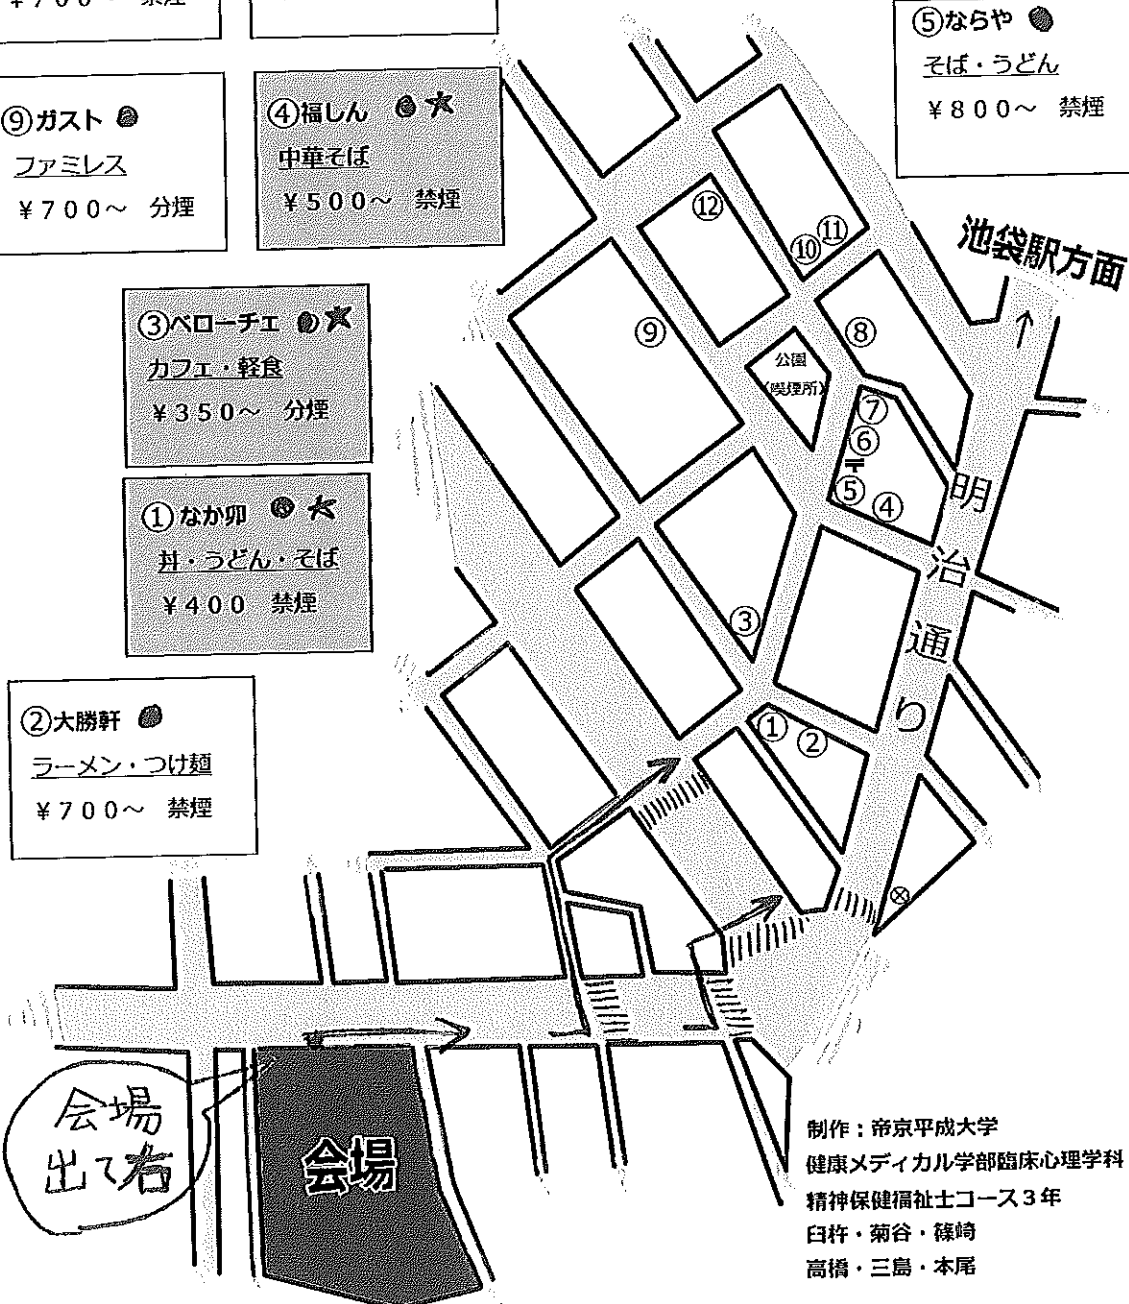 ¥700~ 禁煙
⑤ならや
そば・うどん
¥800~ 禁煙
⑨ガスト
ファミレス
¥700~ 分煙
④福しん
中華そば
¥500~ 禁煙
③ベローチェ
カフェ・軽食
¥350~ 分煙
①なか卯
丼・うどん・そば
¥400 禁煙
②大勝軒
ラーメン・つけ麺
¥700~ 禁煙
池袋駅方面
⑫
⑪
⑩
⑨
⑧
公園
(喫煙所)
⑦
⑥
〒
⑤
④
③
①
②
明治通り
会場
出て右
会場
制作:帝京平成大学
健康メディカル学部臨床心理学科
精神保健福祉士コース3年
臼杵・菊谷・篠崎
高橋・三島・本尾